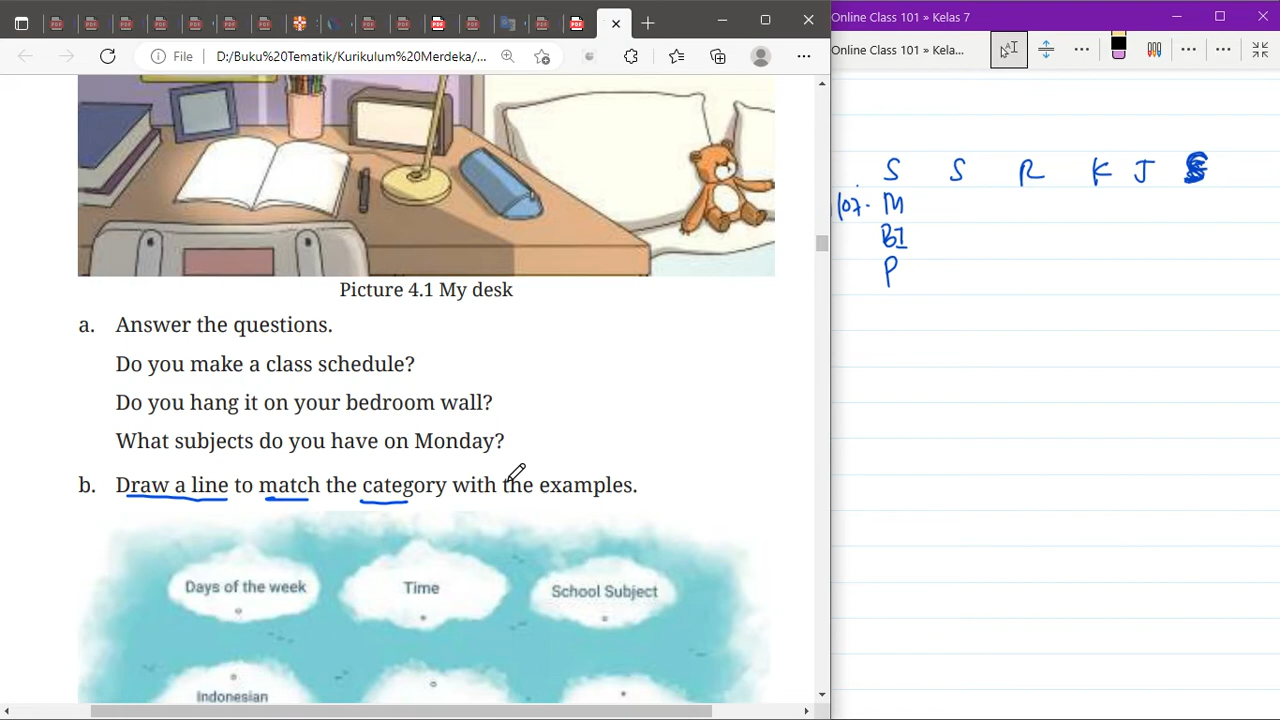 Online Class 101 » Kelas 7
File
D:/Buku%20Tematik/Kurikulum%20Merdeka/...
Online Class 101 » Kela...
S S R K J
M
BI
P
Picture 4.1 My desk
a. Answer the questions.
Do you make a class schedule?
Do you hang it on your bedroom wall?
What subjects do you have on Monday?
b. Draw a line to match the category with the examples.
Days of the week
Time
School Subject
Indonesian